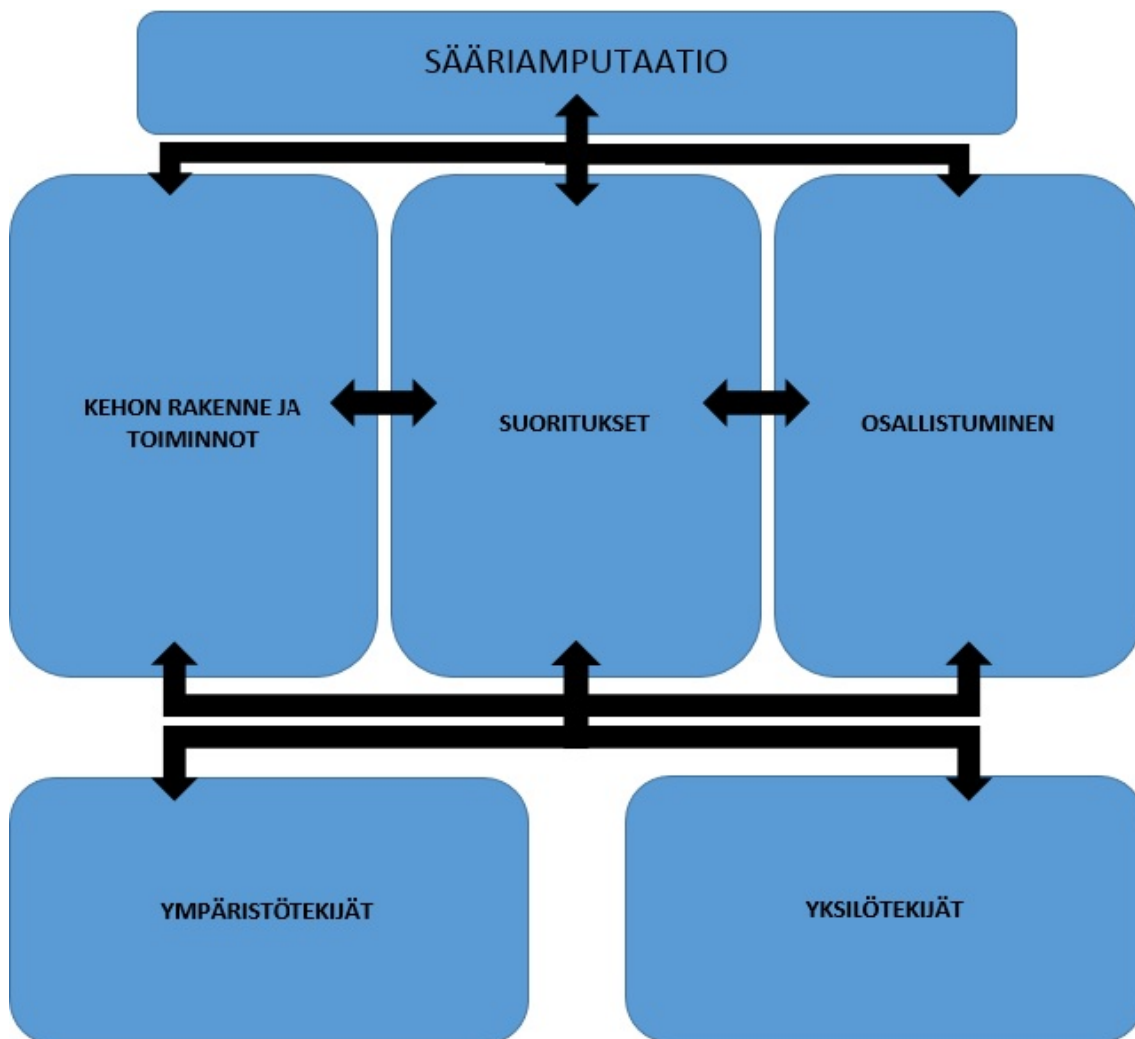 SÄÄRIAMPUTAATIO
KEHON RAKENNE JA
TOIMINNOT
SUORITUKSET
OSALLISTUMINEN
YMPÄRISTÖTEKIJÄT
YKSILÖTEKIJÄT